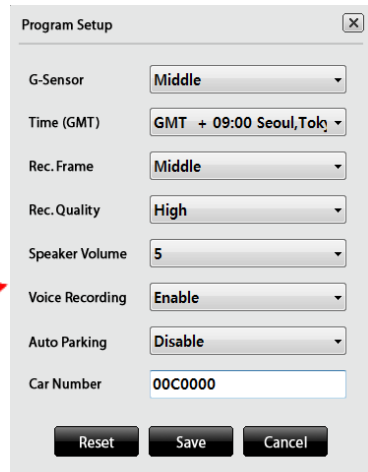 Program Setup
G-Sensor Middle
Time (GMT) GMT + 09:00 Seoul,Toky
Rec. Frame Middle
Rec. Quality High
Speaker Volume 5
Voice Recording Enable
Auto Parking Disable
Car Number 00C0000
Reset Save Cancel